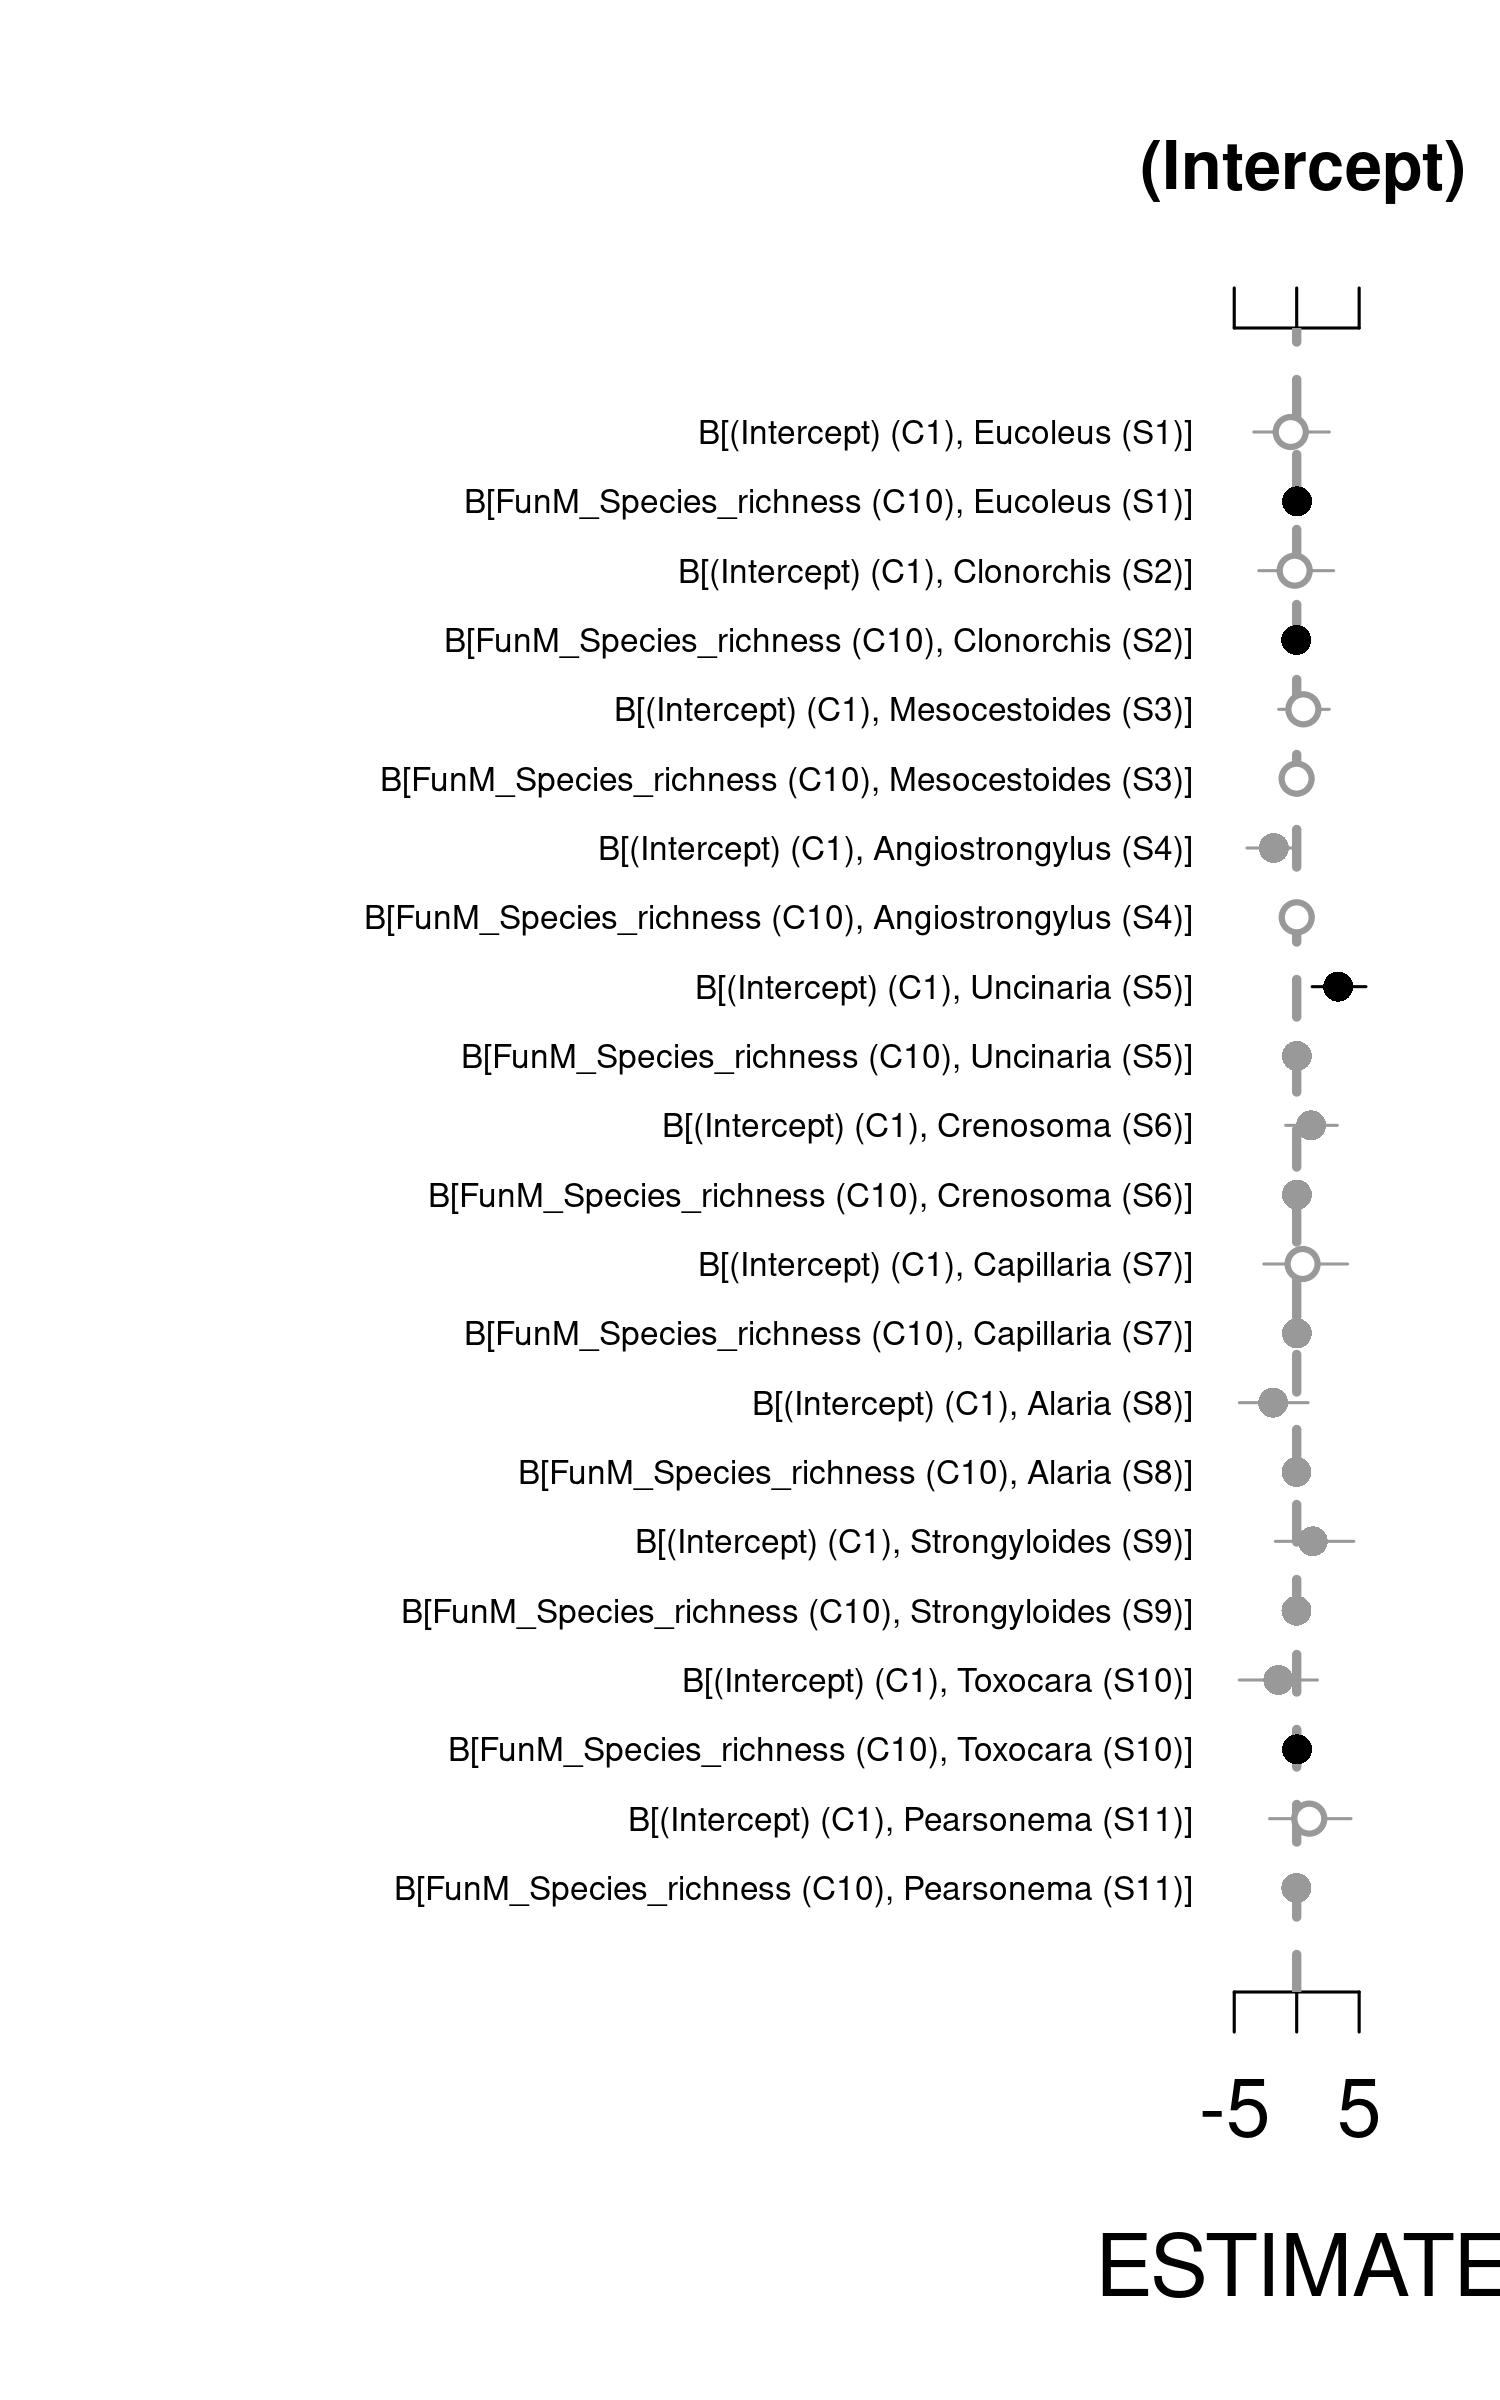 (Intercept)
B[(Intercept) (C1), Eucoleus (S1)]
B[FunM_Species_richness (C10), Eucoleus (S1)]
B[(Intercept) (C1), Clonorchis (S2)]
B[FunM_Species_richness (C10), Clonorchis (S2)]
B[(Intercept) (C1), Mesocestoides (S3)]
B[FunM_Species_richness (C10), Mesocestoides (S3)]
B[(Intercept) (C1), Angiostrongylus (S4)]
B[FunM_Species_richness (C10), Angiostrongylus (S4)]
B[(Intercept) (C1), Uncinaria (S5)]
B[FunM_Species_richness (C10), Uncinaria (S5)]
B[(Intercept) (C1), Crenosoma (S6)]
B[FunM_Species_richness (C10), Crenosoma (S6)]
B[(Intercept) (C1), Capillaria (S7)]
B[FunM_Species_richness (C10), Capillaria (S7)]
B[(Intercept) (C1), Alaria (S8)]
B[FunM_Species_richness (C10), Alaria (S8)]
B[(Intercept) (C1), Strongyloides (S9)]
B[FunM_Species_richness (C10), Strongyloides (S9)]
B[(Intercept) (C1), Toxocara (S10)]
B[FunM_Species_richness (C10), Toxocara (S10)]
B[(Intercept) (C1), Pearsonema (S11)]
B[FunM_Species_richness (C10), Pearsonema (S11)]
-5 5
ESTIMATE